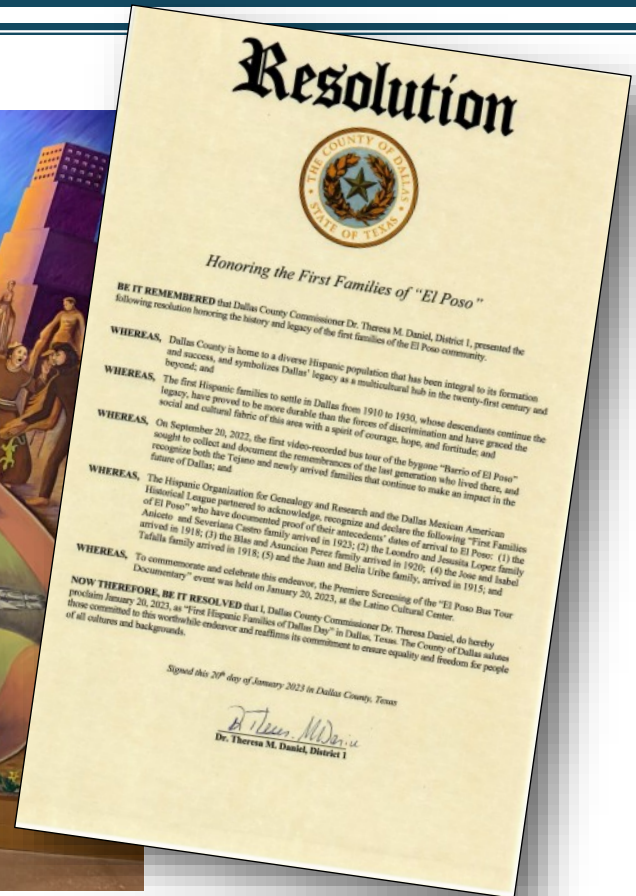 Resolution
THE COUNTY OF DALLAS
STATE OF TEXAS
Honoring the First Families of "El Poso"
BE IT REMEMBERED that Dallas County Commissioner Dr. Theresa M. Daniel, District 1, presented the
following resolution honoring the history and legacy of the first families of the El Poso community.
WHEREAS, Dallas County is home to a diverse Hispanic population that has been integral to its formation
and success, and symbolizes Dallas' legacy as a multicultural hub in the twenty-first century and
beyond; and
WHEREAS, The first Hispanic families to settle in Dallas from 1910 to 1930, whose descendants continue the
legacy, have proved to be more durable than the forces of discrimination and have graced the
social and cultural fabric of this area with a spirit of courage, hope, and fortitude; and
WHEREAS, On September 20, 2022, the first video-recorded bus tour of the bygone "Barrio of El Poso"
sought to collect and document the remembrances of the last generation who lived there, and
recognize both the Tejano and newly arrived families that continue to make an impact in the
future of Dallas; and
WHEREAS, The Hispanic Organization for Genealogy and Research and the Dallas Mexican American
Historical League partnered to acknowledge, recognize and declare the following "First Families
of El Poso" who have documented proof of their antecedents' dates of arrival to El Poso: (1) the
Aniceto and Severiana Castro family arrived in 1923; (2) the Leondro and Jesusita Lopez family
arrived in 1918; (3) the Blas and Asuncion Perez family arrived in 1920; (4) the Jose and Isabel
Tafalla family arrived in 1918; (5) and the Juan and Belia Uribe family, arrived in 1915; and
WHEREAS, To commemorate and celebrate this endeavor, the Premiere Screening of the "El Poso Bus Tour
Documentary" event was held on January 20, 2023, at the Latino Cultural Center.
NOW THEREFORE, BE IT RESOLVED that I, Dallas County Commissioner Dr. Theresa Daniel, do hereby
proclaim January 20, 2023, as "First Hispanic Families of Dallas Day" in Dallas, Texas. The County of Dallas salutes
those committed to this worthwhile endeavor and reaffirms its commitment to ensure equality and freedom for people
of all cultures and backgrounds.
Signed this 20th day of January 2023 in Dallas County, Texas
Dr. Theresa M. Daniel, District 1